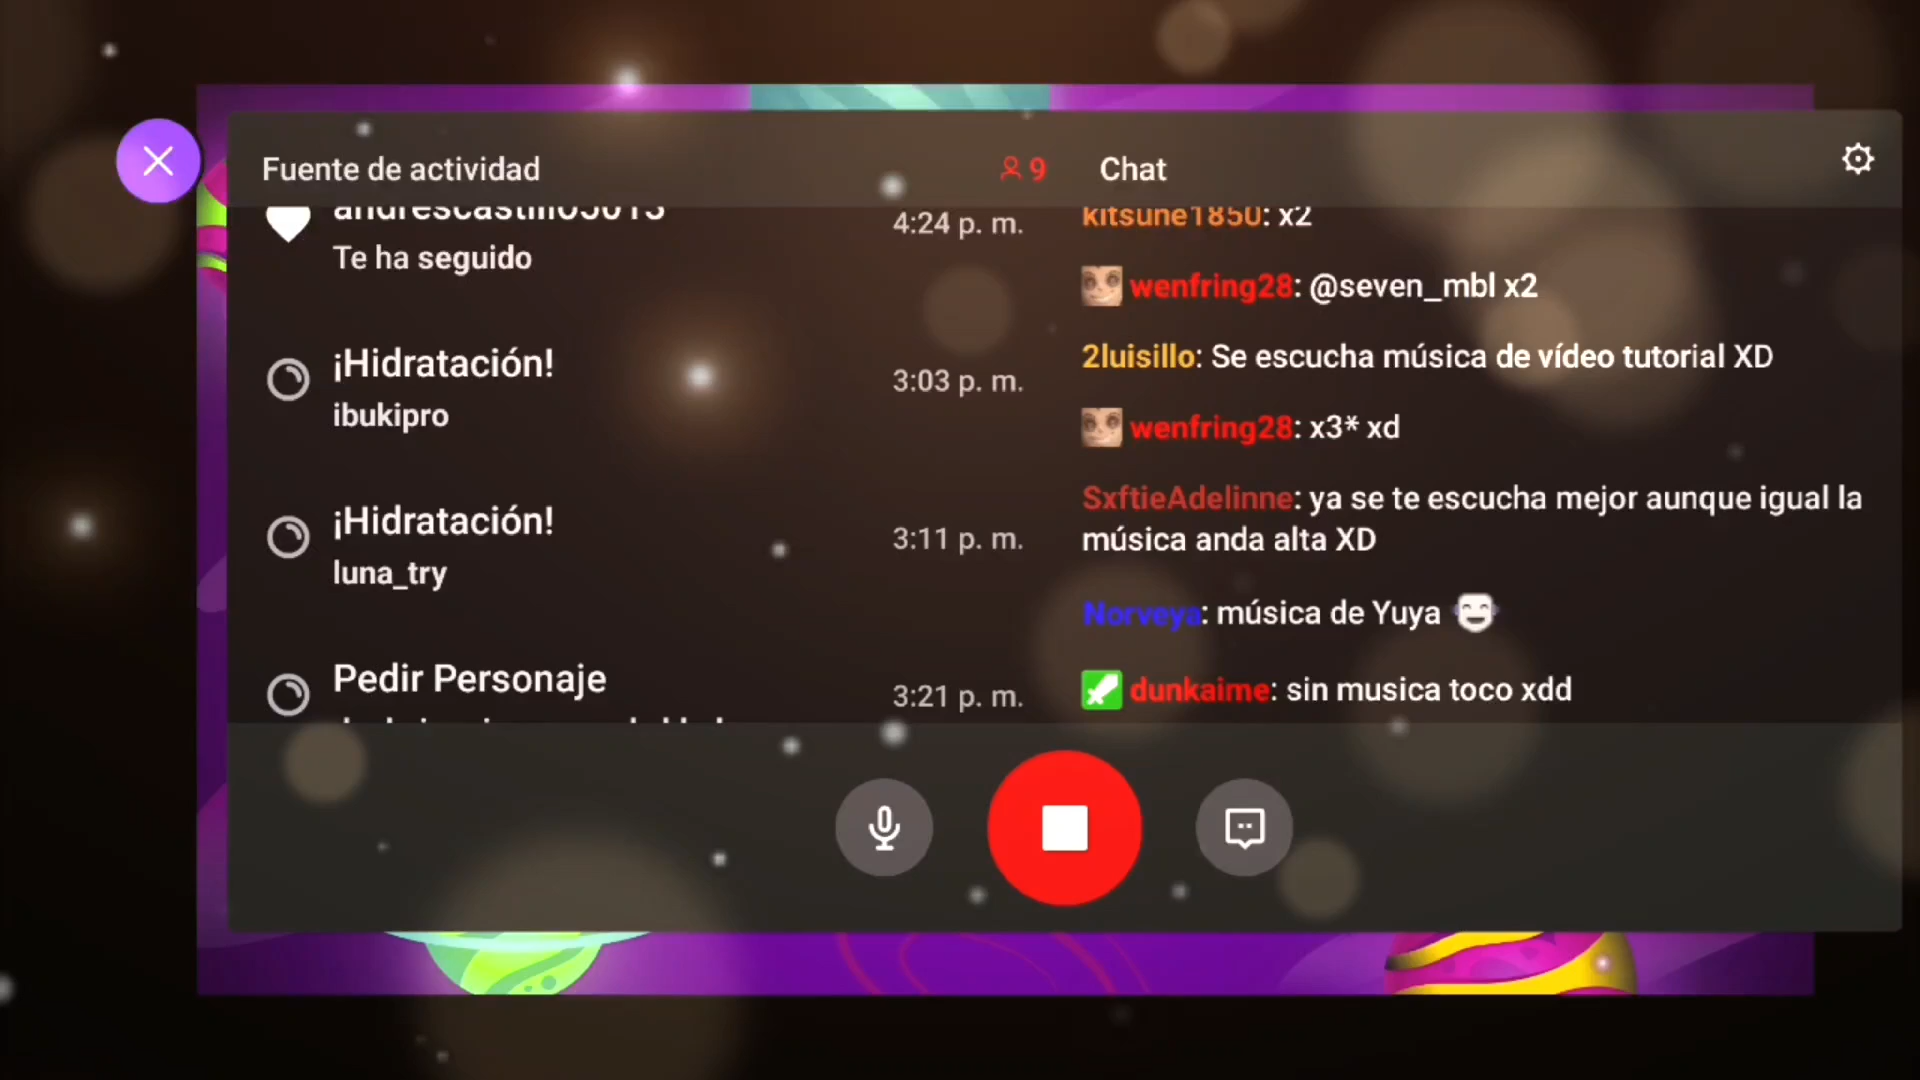 Fuente de actividad
9
andrescastillo5013
4:24 p. m.
Te ha seguido
¡Hidratación!
3:03 p. m.
ibukipro
¡Hidratación!
3:11 p. m.
luna_try
Pedir Personaje
3:21 p. m.
Chat
kitsune1850: x2
wenfring28: @seven_mbl x2
2luisillo: Se escucha música de vídeo tutorial XD
wenfring28: x3* xd
SxftieAdelinne: ya se te escucha mejor aunque igual la
música anda alta XD
Norveya: música de Yuya
dunkaime: sin musica toco xdd